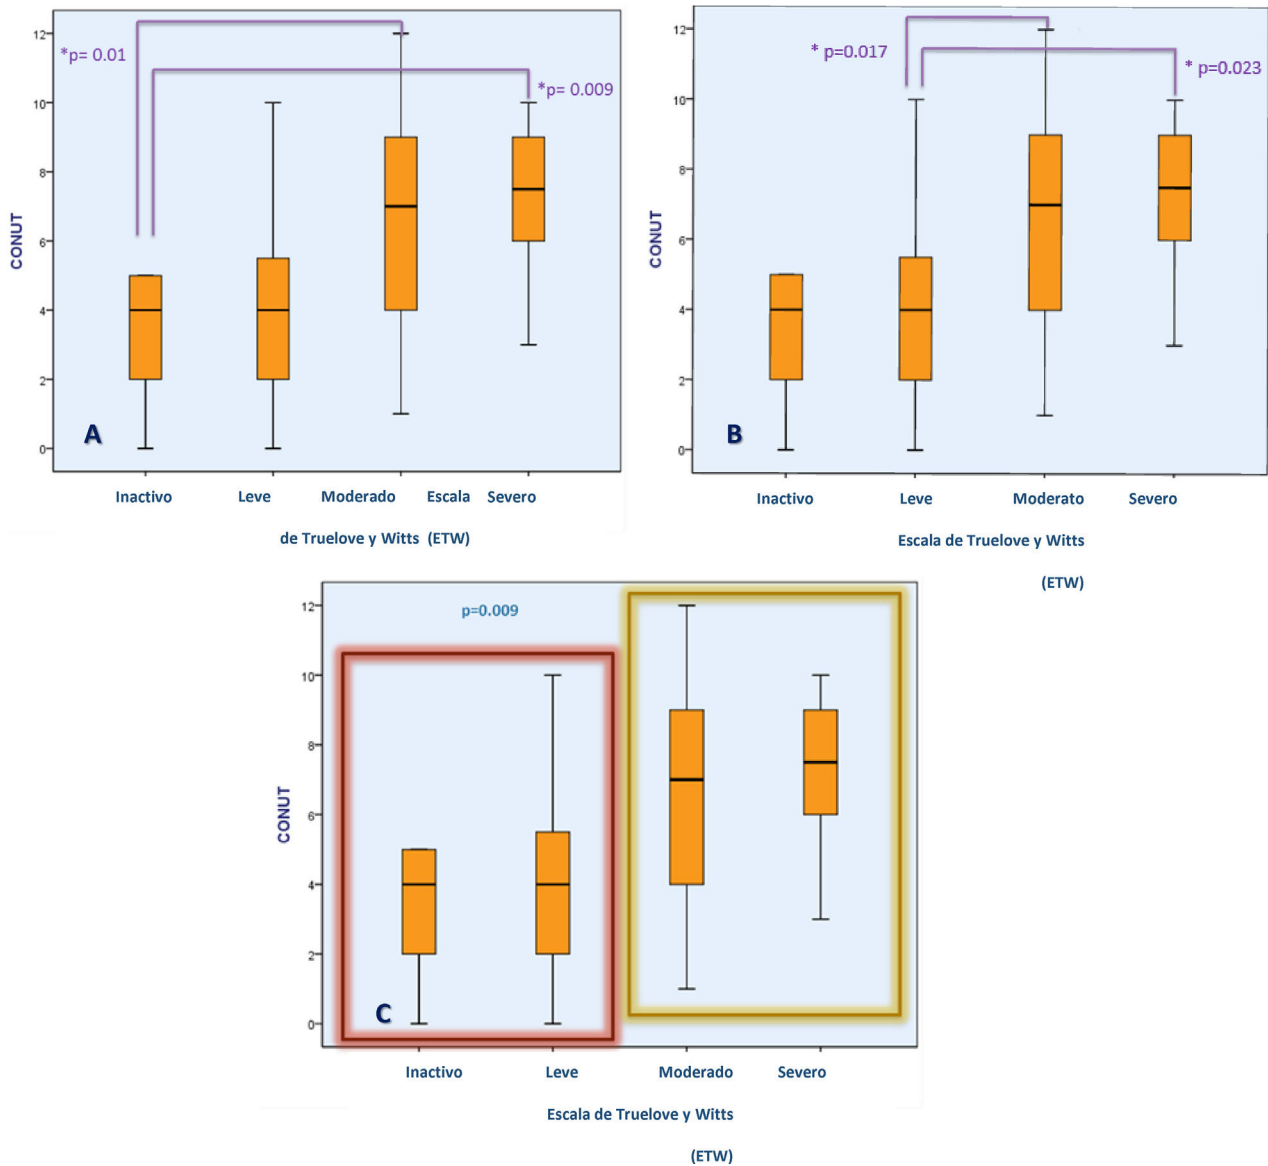 12
*p= 0.01
10
*p= 0.009
8
6
CONUT
4
2
A
0
Inactivo Leve Moderado Escala Severo
de Truelove y Witts (ETW)
12
* p=0.017
* p=0.023
10
8
6
CONUT
4
2
B
0
Inactivo Leve Moderato Severo
Escala de Truelove y Witts
(ETW)
12
p=0.009
10
8
6
CONUT
4
2
C
0
Inactivo Leve Moderado Severo
Escala de Truelove y Witts
(ETW)